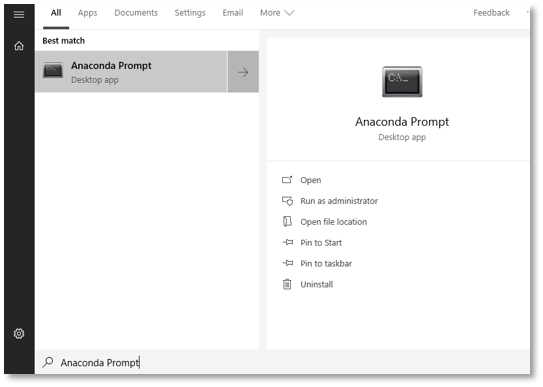 All Apps Documents Settings Email More Feedback
Best match
Anaconda Prompt
Desktop app
C:\_
Anaconda Prompt
Desktop app
Open
Run as administrator
Open file location
Pin to Start
Pin to taskbar
Uninstall
Anaconda Prompt